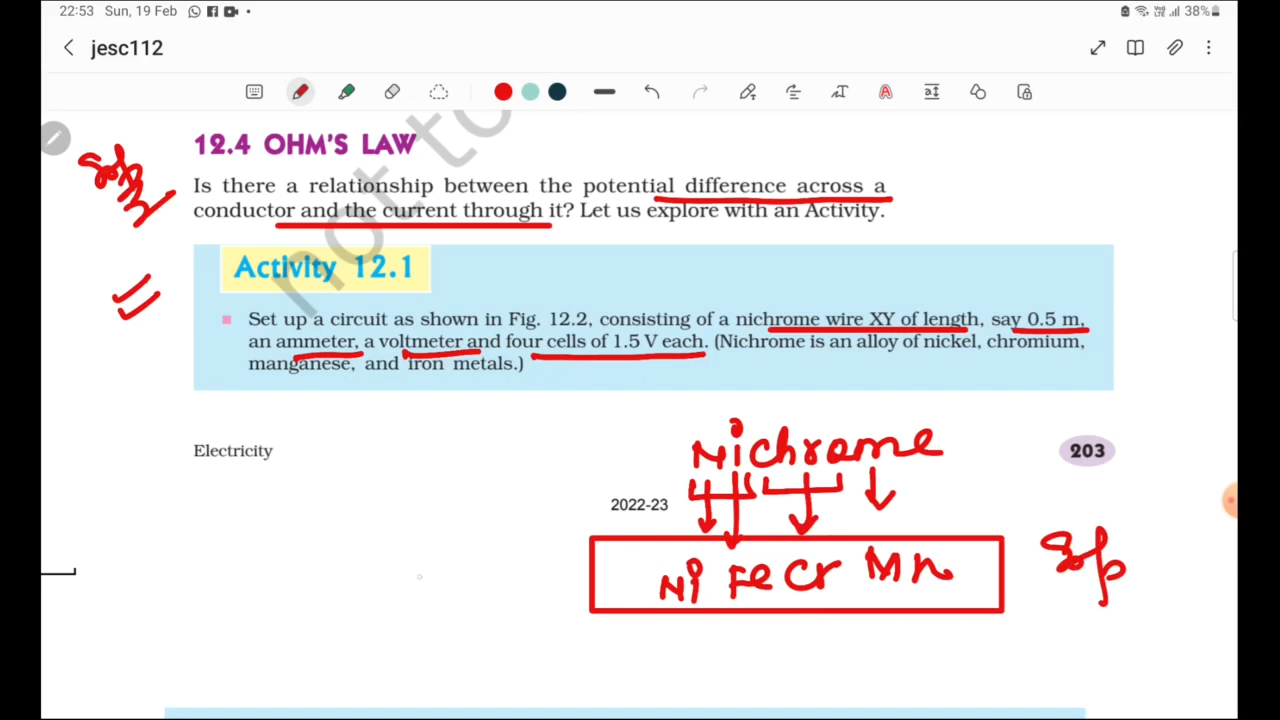 22:53 Sun, 19 Feb
38%
jesc112
12.4 OHM'S LAW
Is there a relationship between the potential difference across a
conductor and the current through it? Let us explore with an Activity.
not to
Activity 12.1
Set up a circuit as shown in Fig. 12.2, consisting of a nichrome wire XY of length, say 0.5 m,
an ammeter, a voltmeter and four cells of 1.5 V each. (Nichrome is an alloy of nickel, chromium,
manganese, and iron metals.)
Electricity
203
Nichrome
2022-23
Ni Fe Cr Mn